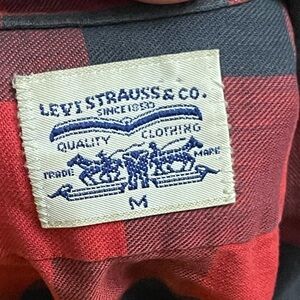 LEVI STRAUSS & CO.
SINCE 1850
QUALITY CLOTHING
TRADE MARK
M